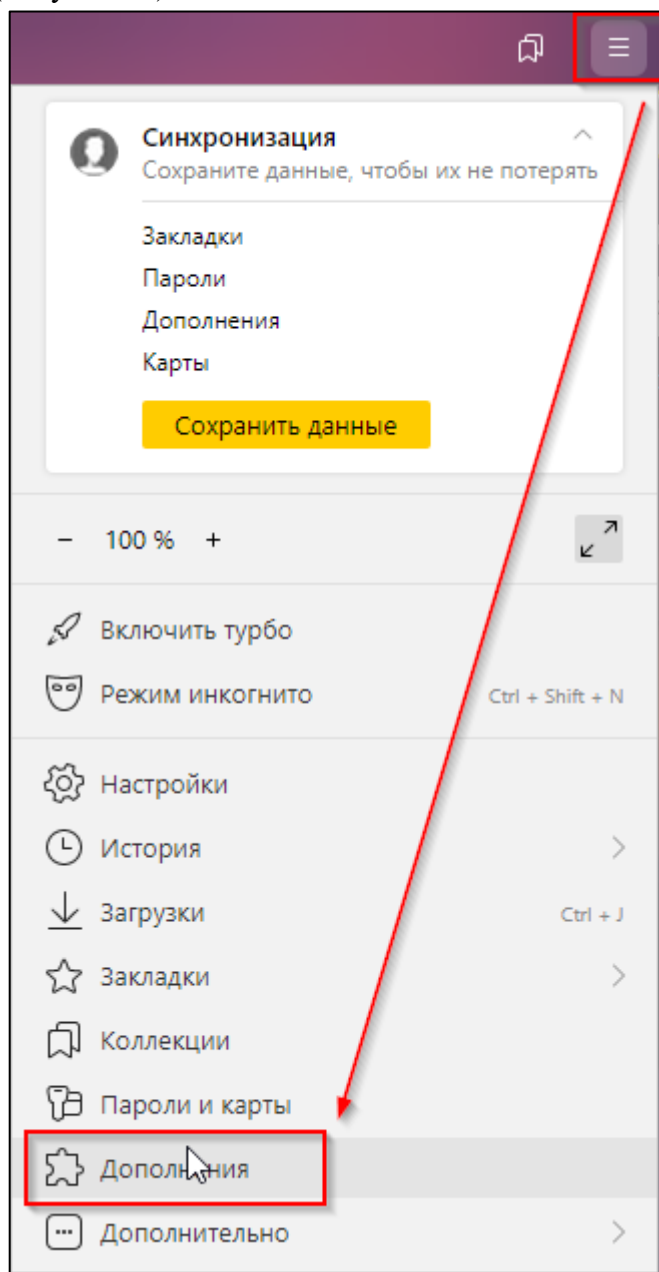 Синхронизация
Сохраните данные, чтобы их не потерять
Закладки
Пароли
Дополнения
Карты
Сохранить данные
− 100 % +
Включить турбо
Режим инкогнито Ctrl + Shift + N
Настройки
История
Загрузки Ctrl + J
Закладки
Коллекции
Пароли и карты
Дополнения
Дополнительно